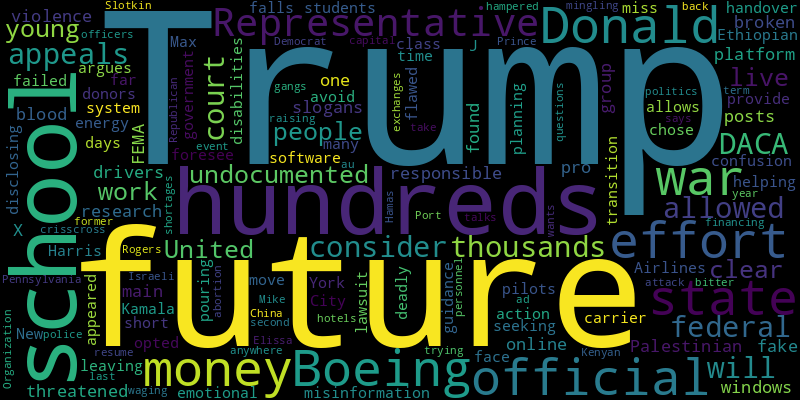 Slotkin
violence
young
appeals
failed
argues
far
donors
blood
energy
days
system
school
disclosing
X
research
work
drivers
FEMA
Trump
falls students
Representative
Max
class
time
Republican
government
court
disabilities
Democrat
capital
gangs
raising
event
foresee
software
one
avoid
slogans
people
many
au
hampered
J
Prince
exchanges
flawed
take
found
planning
questions
Donald
mingling
back
miss
handover
broken
Ethiopian
platform
group
live
politics
term
allows
provide
says
chose
posts
DACA
confusion
pro
transition
war
helping
year
allowed
financing
undocumented
responsible
hundreds
shortages
Hamas
Port
talks
wants
former
crisscross
Harris
Pennsylvania
Organization
New
police
appeared
Rogers
United
Israeli
main
Kamala
short
pouring
abortion
move
Mike
China
second
York
City
hotels
consider
thousands
effort
clear
Airlines
attack
bitter
lawsuit
deadly
guidance
personnel
pilots
ad
action
seeking
carrier
state
federal
future
opted
leaving
resume
last
threatened
waging
money
emotional
Elissa
anywhere
Boeing
misinformation
trying
face
online
Kenyan
official
Palestinian
fake
will
windows
officers